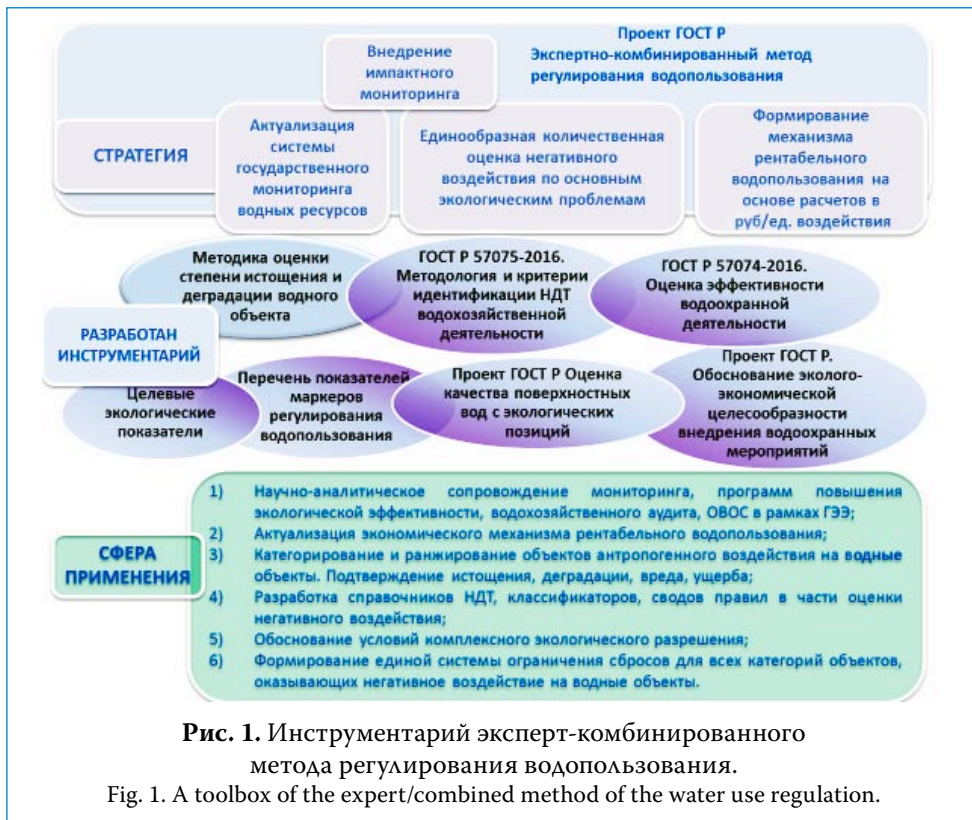 Проект ГОСТ Р
Экспертно-комбинированный метод
регулирования водопользования
Внедрение
импактного
мониторинга
СТРАТЕГИЯ
Актуализация
системы
государственного
мониторинга
водных ресурсов
Единообразная количественная
оценка негативного
воздействия по основным
экологическим проблемам
Формирование
механизма
рентабельного
водопользования на
основе расчетов в
руб/ед. воздействия
Методика оценки
степени истощения и
деградации водного
объекта
ГОСТ Р 57075-2016.
Методология и критерии
идентификации НДТ
водохозяйственной
деятельности
ГОСТ Р 57074-2016.
Оценка эффективности
водоохранной
деятельности
РАЗРАБОТАН
ИНСТРУМЕНТАРИЙ
Целевые
экологические
показатели
Перечень показателей
маркеров
регулирования
водопользования
Проект ГОСТ Р Оценка
качества поверхностных
вод с экологических
позиций
Проект ГОСТ Р.
Обоснование эколого-
экономической
целесообразности
внедрения водоохранных
мероприятий
СФЕРА
ПРИМЕНЕНИЯ
1) Научно-аналитическое сопровождение мониторинга, программ повышения
экологической эффективности, водохозяйственного аудита, ОВОС в рамках ГЭЭ;
2) Актуализация экономического механизма рентабельного водопользования;
3) Категорирование и ранжирование объектов антропогенного воздействия на водные
объекты. Подтверждение истощения, деградации, вреда, ущерба;
4) Разработка справочников НДТ, классификаторов, сводов правил в части оценки
негативного воздействия;
5) Обоснование условий комплексного экологического разрешения;
6) Формирование единой системы ограничения сбросов для всех категорий объектов,
оказывающих негативное воздействие на водные объекты.
Рис. 1. Инструментарий эксперт-комбинированного
метода регулирования водопользования.
Fig. 1. A toolbox of the expert/combined method of the water use regulation.